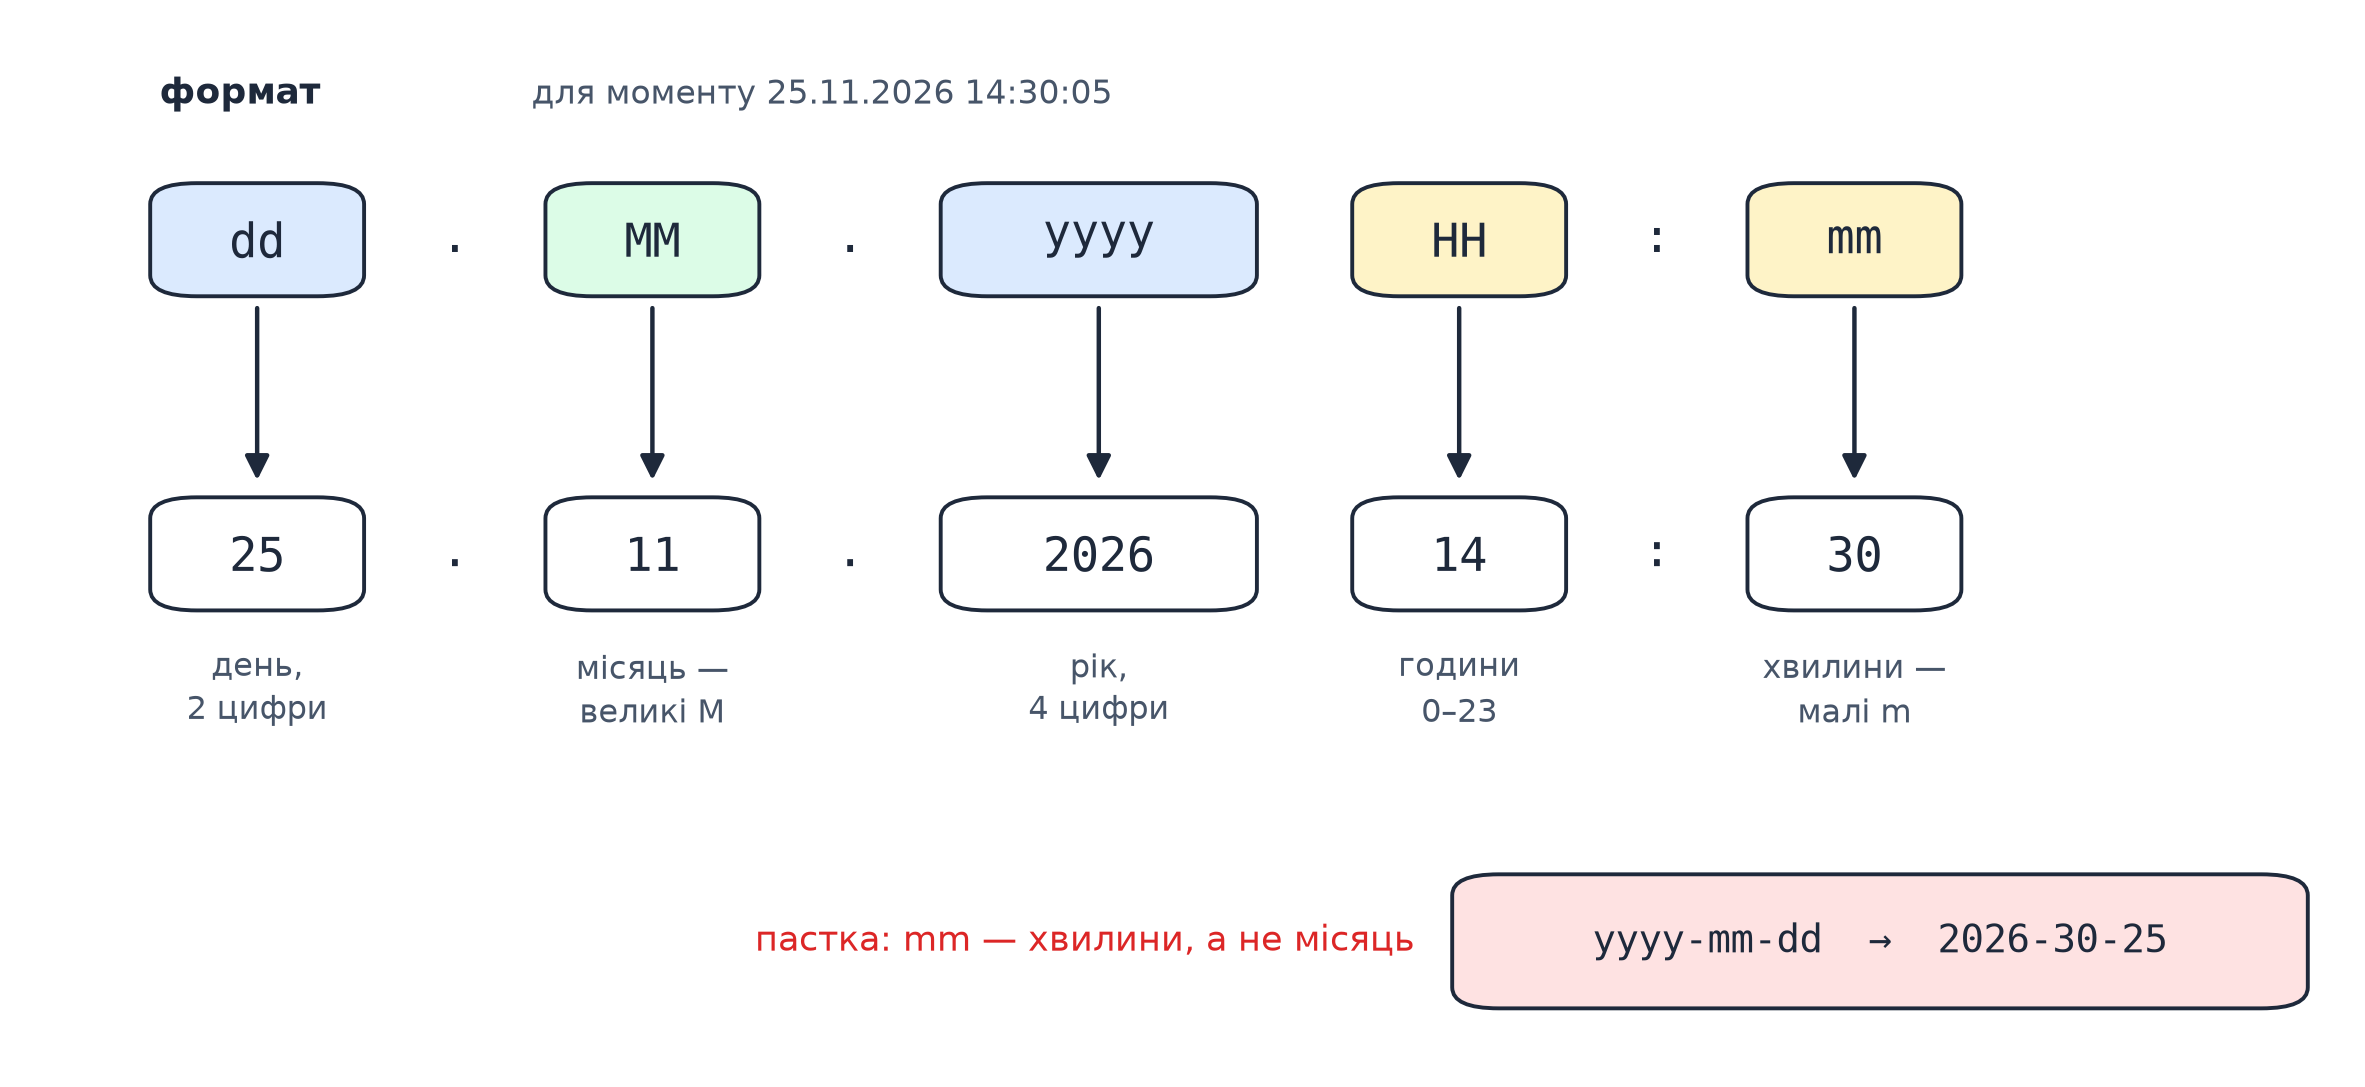 формат для моменту 25.11.2026 14:30:05
dd . MM . yyyy HH : mm
25 . 11 . 2026 14 : 30
день, місяць — рік, години хвилини —
2 цифри великі M 4 цифри 0–23 малі m
пастка: mm — хвилини, а не місяць yyyy-mm-dd → 2026-30-25